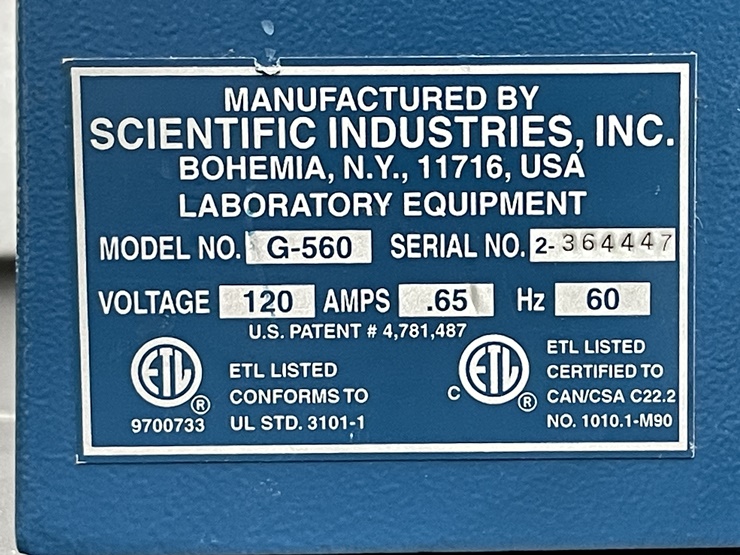 MANUFACTURED BY
SCIENTIFIC INDUSTRIES, INC.
BOHEMIA, N.Y., 11716, USA
LABORATORY EQUIPMENT
MODEL NO. G-560 SERIAL NO. 2-364447
VOLTAGE 120 AMPS .65 Hz 60
U.S. PATENT # 4,781,487
ETL ®
9700733
ETL LISTED
CONFORMS TO
UL STD. 3101-1
C ETL ®
ETL LISTED
CERTIFIED TO
CAN/CSA C22.2
NO. 1010.1-M90